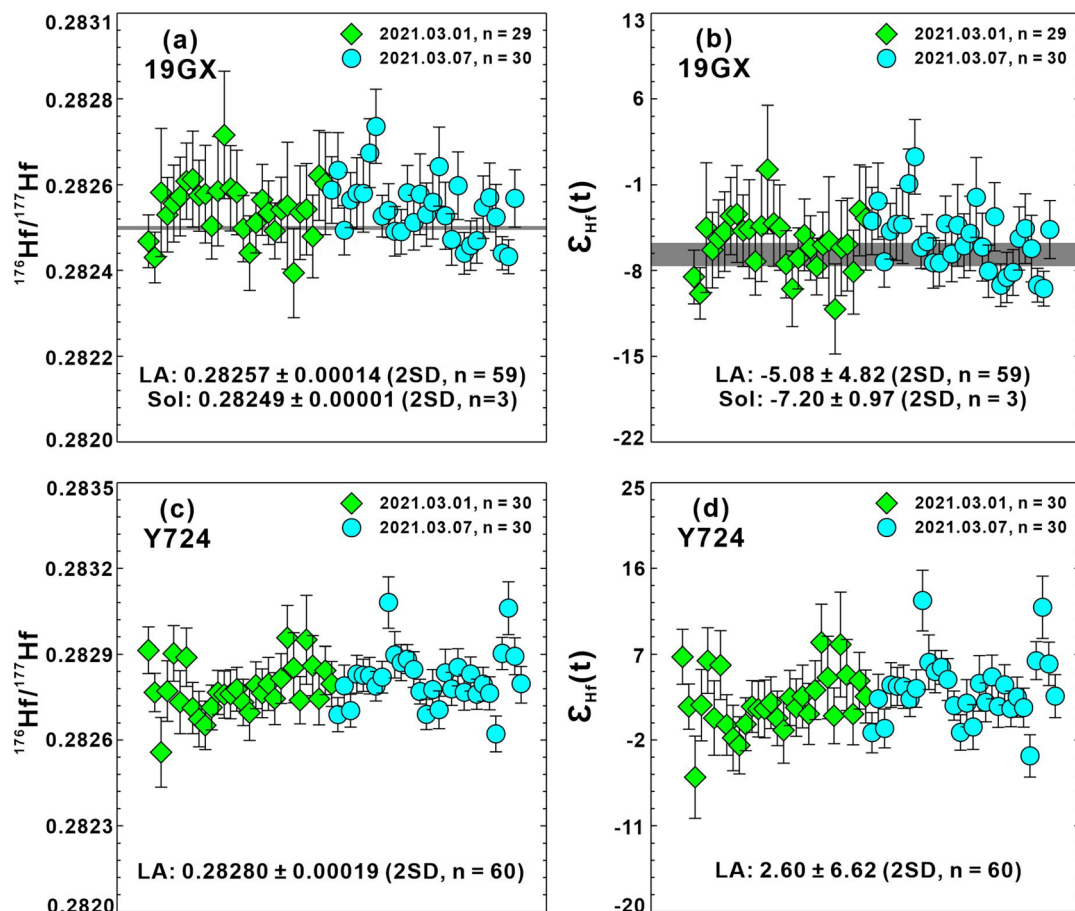 (a)
19GX
2021.03.01, n = 29
2021.03.07, n = 30
¹⁷⁶Hf/¹⁷⁷Hf
0.2831
0.2828
0.2826
0.2824
0.2822
0.2820
LA: 0.28257 ± 0.00014 (2SD, n = 59)
Sol: 0.28249 ± 0.00001 (2SD, n=3)
(b)
19GX
2021.03.01, n = 29
2021.03.07, n = 30
εHf(t)
13
6
-1
-8
-15
-22
LA: -5.08 ± 4.82 (2SD, n = 59)
Sol: -7.20 ± 0.97 (2SD, n = 3)
(c)
Y724
2021.03.01, n = 30
2021.03.07, n = 30
¹⁷⁶Hf/¹⁷⁷Hf
0.2835
0.2832
0.2829
0.2826
0.2823
0.2820
LA: 0.28280 ± 0.00019 (2SD, n = 60)
(d)
Y724
2021.03.01, n = 30
2021.03.07, n = 30
εHf(t)
25
16
7
-2
-11
-20
LA: 2.60 ± 6.62 (2SD, n = 60)